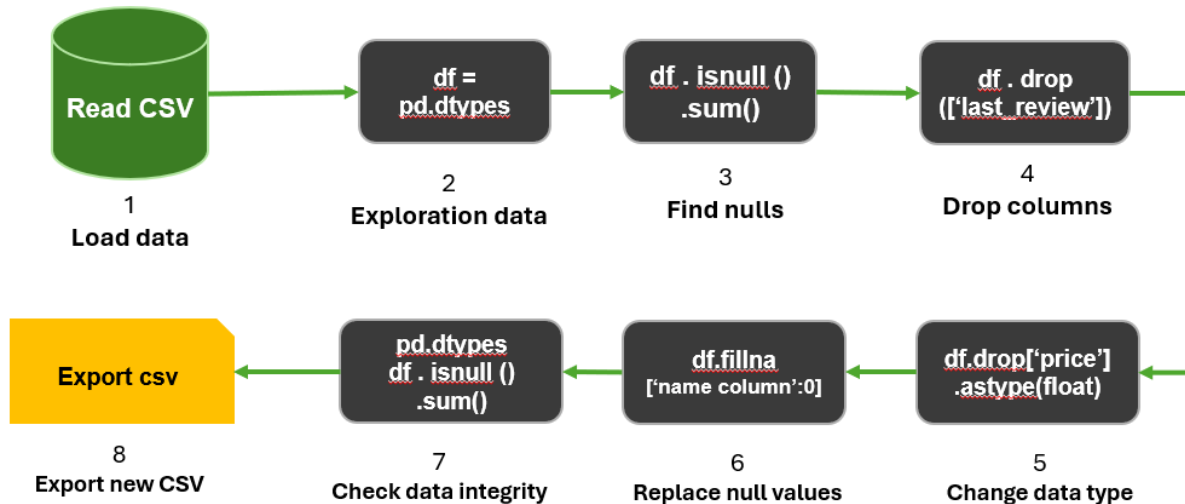 Read CSV
1
Load data
df =
pd.dtypes
2
Exploration data
df . isnull ()
.sum()
3
Find nulls
df . drop
([‘last_review’])
4
Drop columns
df.drop[‘price’]
.astype(float)
5
Change data type
df.fillna
[‘name column’:0]
6
Replace null values
pd.dtypes
df . isnull ()
.sum()
7
Check data integrity
Export csv
8
Export new CSV